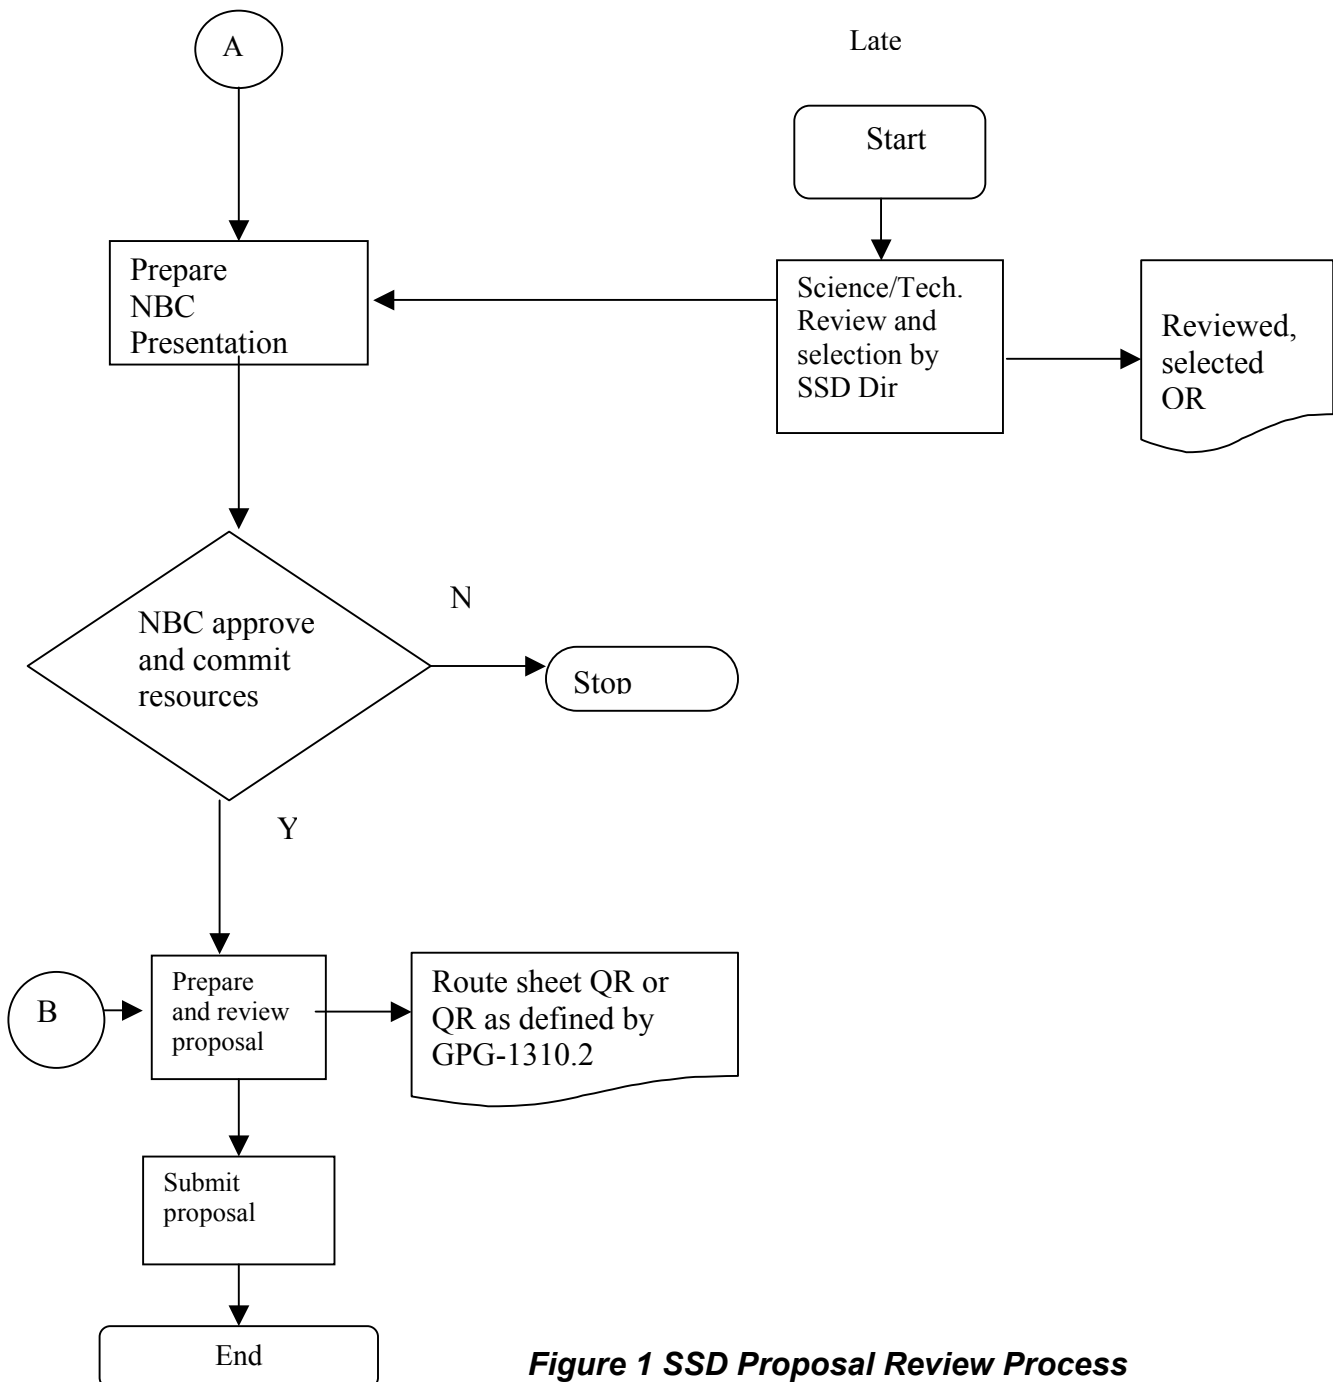 A
Late
Start
Prepare
NBC
Presentation
Science/Tech.
Review and
selection by
SSD Dir
Reviewed,
selected
OR
NBC approve
and commit
resources
N
Stop
Y
B
Prepare
and review
proposal
Route sheet QR or
QR as defined by
GPG-1310.2
Submit
proposal
End
Figure 1 SSD Proposal Review Process